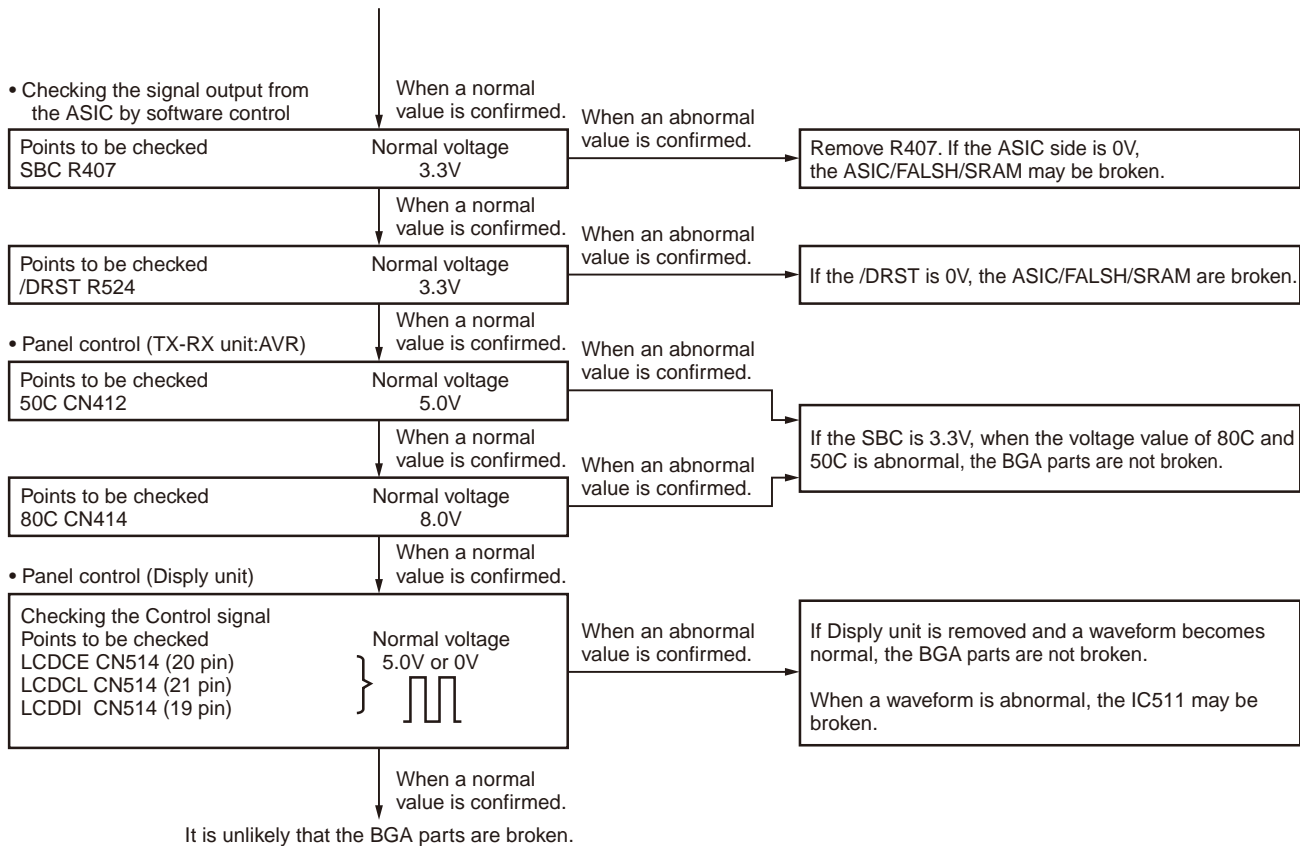 • Checking the signal output from
the ASIC by software control
When a normal
value is confirmed.
Points to be checked Normal voltage
SBC R407 3.3V
When an abnormal
value is confirmed.
Remove R407. If the ASIC side is 0V,
the ASIC/FALSH/SRAM may be broken.
When a normal
value is confirmed.
Points to be checked Normal voltage
/DRST R524 3.3V
When an abnormal
value is confirmed.
If the /DRST is 0V, the ASIC/FALSH/SRAM are broken.
When a normal
value is confirmed.
• Panel control (TX-RX unit:AVR)
Points to be checked Normal voltage
50C CN412 5.0V
When an abnormal
value is confirmed.
When a normal
value is confirmed.
Points to be checked Normal voltage
80C CN414 8.0V
When an abnormal
value is confirmed.
If the SBC is 3.3V, when the voltage value of 80C and
50C is abnormal, the BGA parts are not broken.
When a normal
value is confirmed.
• Panel control (Disply unit)
Checking the Control signal
Points to be checked Normal voltage
LCDCE CN514 (20 pin) 5.0V or 0V
LCDCL CN514 (21 pin)
LCDDI CN514 (19 pin)
When an abnormal
value is confirmed.
If Disply unit is removed and a waveform becomes
normal, the BGA parts are not broken.
When a waveform is abnormal, the IC511 may be
broken.
When a normal
value is confirmed.
It is unlikely that the BGA parts are broken.